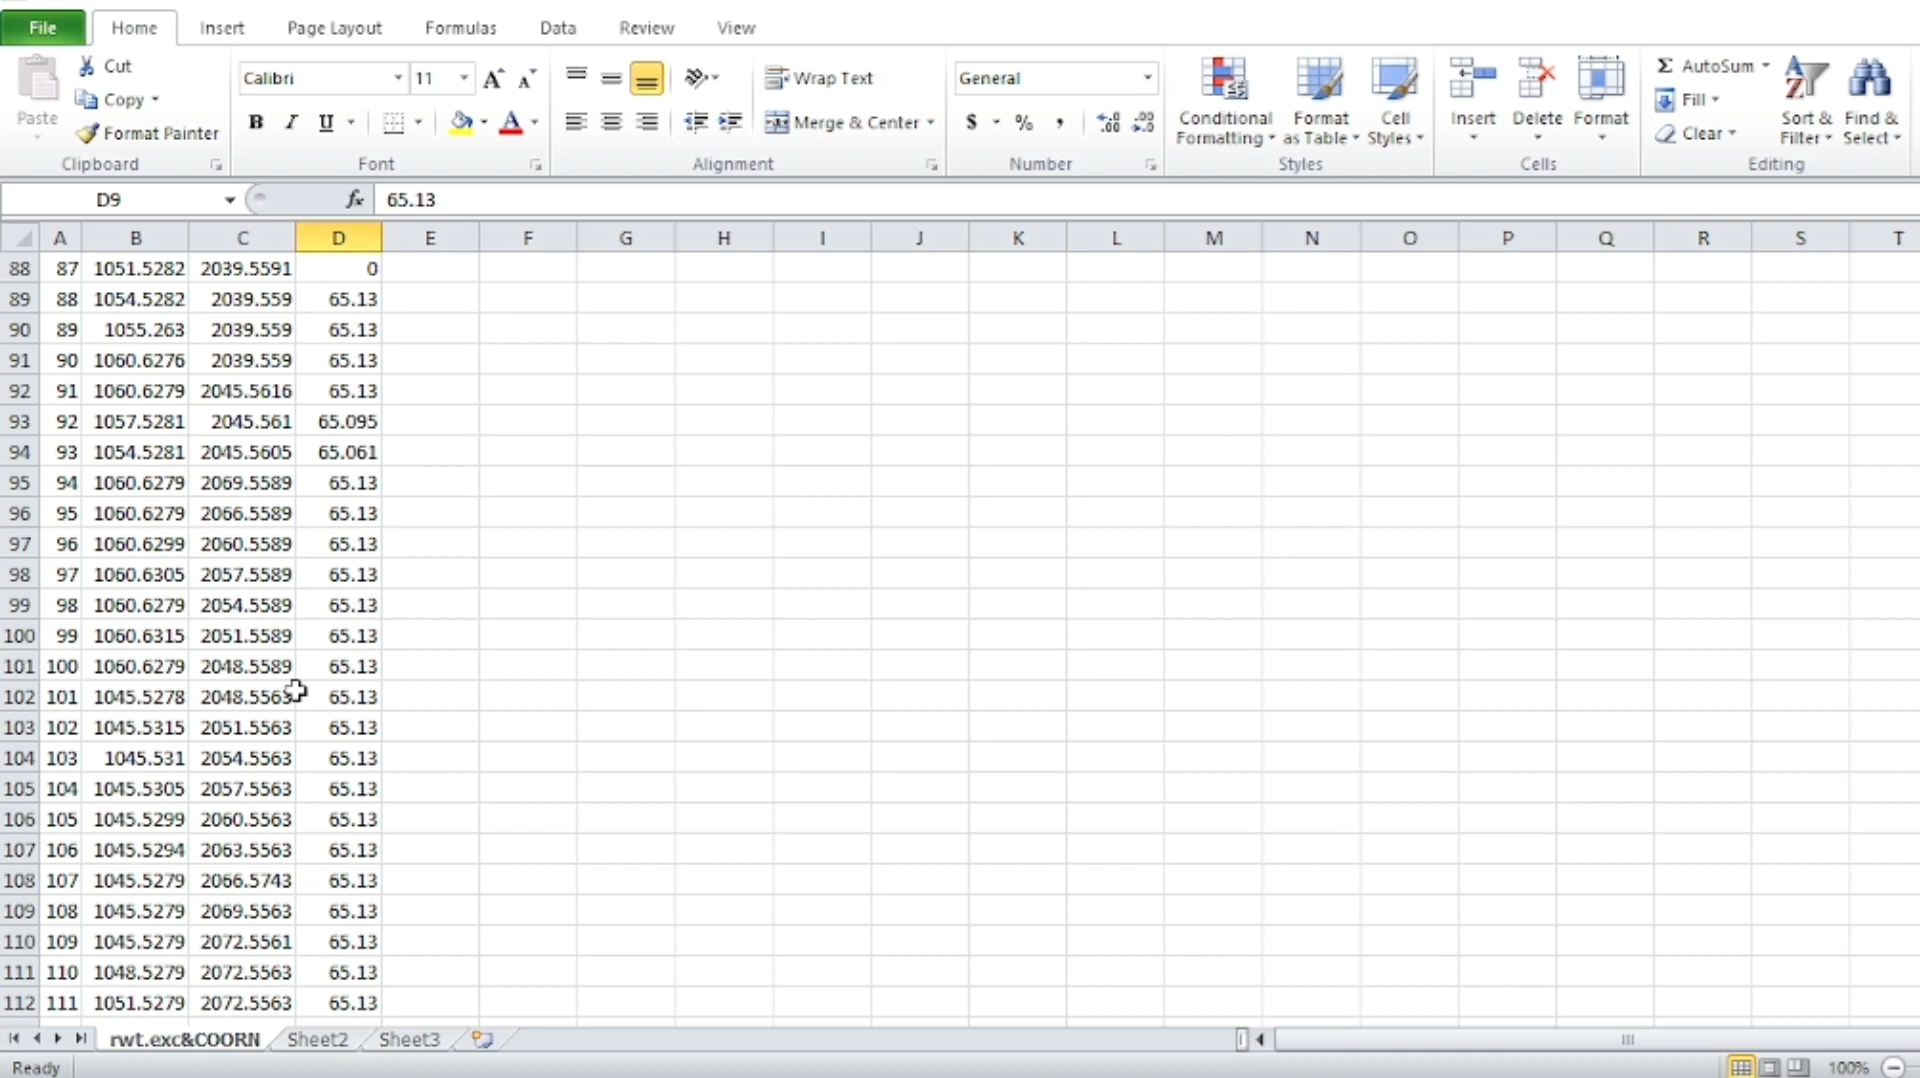 File Home Insert Page Layout Formulas Data Review View
Paste
Cut
Copy
Format Painter
Clipboard
Calibri 11 A A
B I U A
Font
Wrap Text
Merge & Center
Alignment
General
$ % , .0 .00 .00 .0
Number
Conditional Formatting
Format as Table
Cell Styles
Styles
Insert Delete Format
Cells
Σ AutoSum
Fill
Clear
Sort & Filter
Find & Select
Editing
D9 fx 65.13
A B C D E F G H I J K L M N O P Q R S T
88 87 1051.5282 2039.5591 0
89 88 1054.5282 2039.559 65.13
90 89 1055.263 2039.559 65.13
91 90 1060.6276 2039.559 65.13
92 91 1060.6279 2045.5616 65.13
93 92 1057.5281 2045.561 65.095
94 93 1054.5281 2045.5605 65.061
95 94 1060.6279 2069.5589 65.13
96 95 1060.6279 2066.5589 65.13
97 96 1060.6299 2060.5589 65.13
98 97 1060.6305 2057.5589 65.13
99 98 1060.6279 2054.5589 65.13
100 99 1060.6315 2051.5589 65.13
101 100 1060.6279 2048.5589 65.13
102 101 1045.5278 2048.5563 65.13
103 102 1045.5315 2051.5563 65.13
104 103 1045.531 2054.5563 65.13
105 104 1045.5305 2057.5563 65.13
106 105 1045.5299 2060.5563 65.13
107 106 1045.5294 2063.5563 65.13
108 107 1045.5279 2066.5743 65.13
109 108 1045.5279 2069.5563 65.13
110 109 1045.5279 2072.5561 65.13
111 110 1048.5279 2072.5563 65.13
112 111 1051.5279 2072.5563 65.13
rwt.exc&COORN Sheet2 Sheet3
Ready 100%